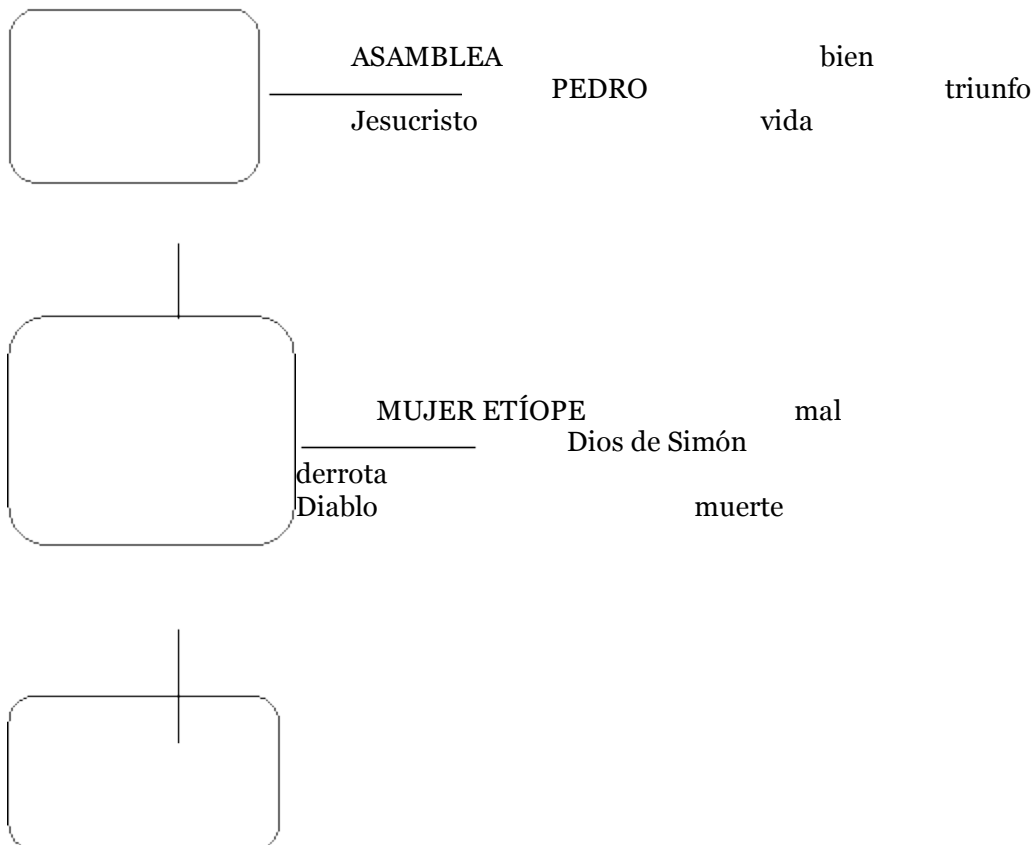 ASAMBLEA bien
PEDRO triunfo
Jesucristo vida
MUJER ETÍOPE mal
Dios de Simón
derrota
Diablo muerte